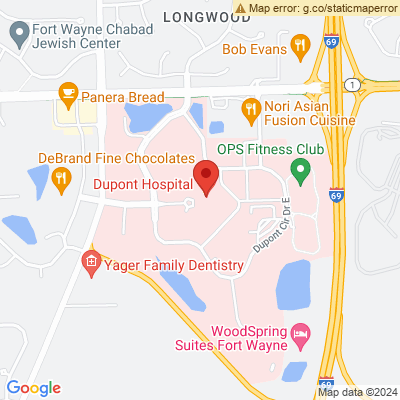 Map error: g.co/staticmaperror
LONGWOOD
Fort Wayne Chabad
Jewish Center
Bob Evans
69
1
Panera Bread
Nori Asian
Fusion Cuisine
OPS Fitness Club
DeBrand Fine Chocolates
Dupont Hospital
69
Dupont Cir Dr E
Yager Family Dentistry
WoodSpring
Suites Fort Wayne
69
Google
Map data ©2024